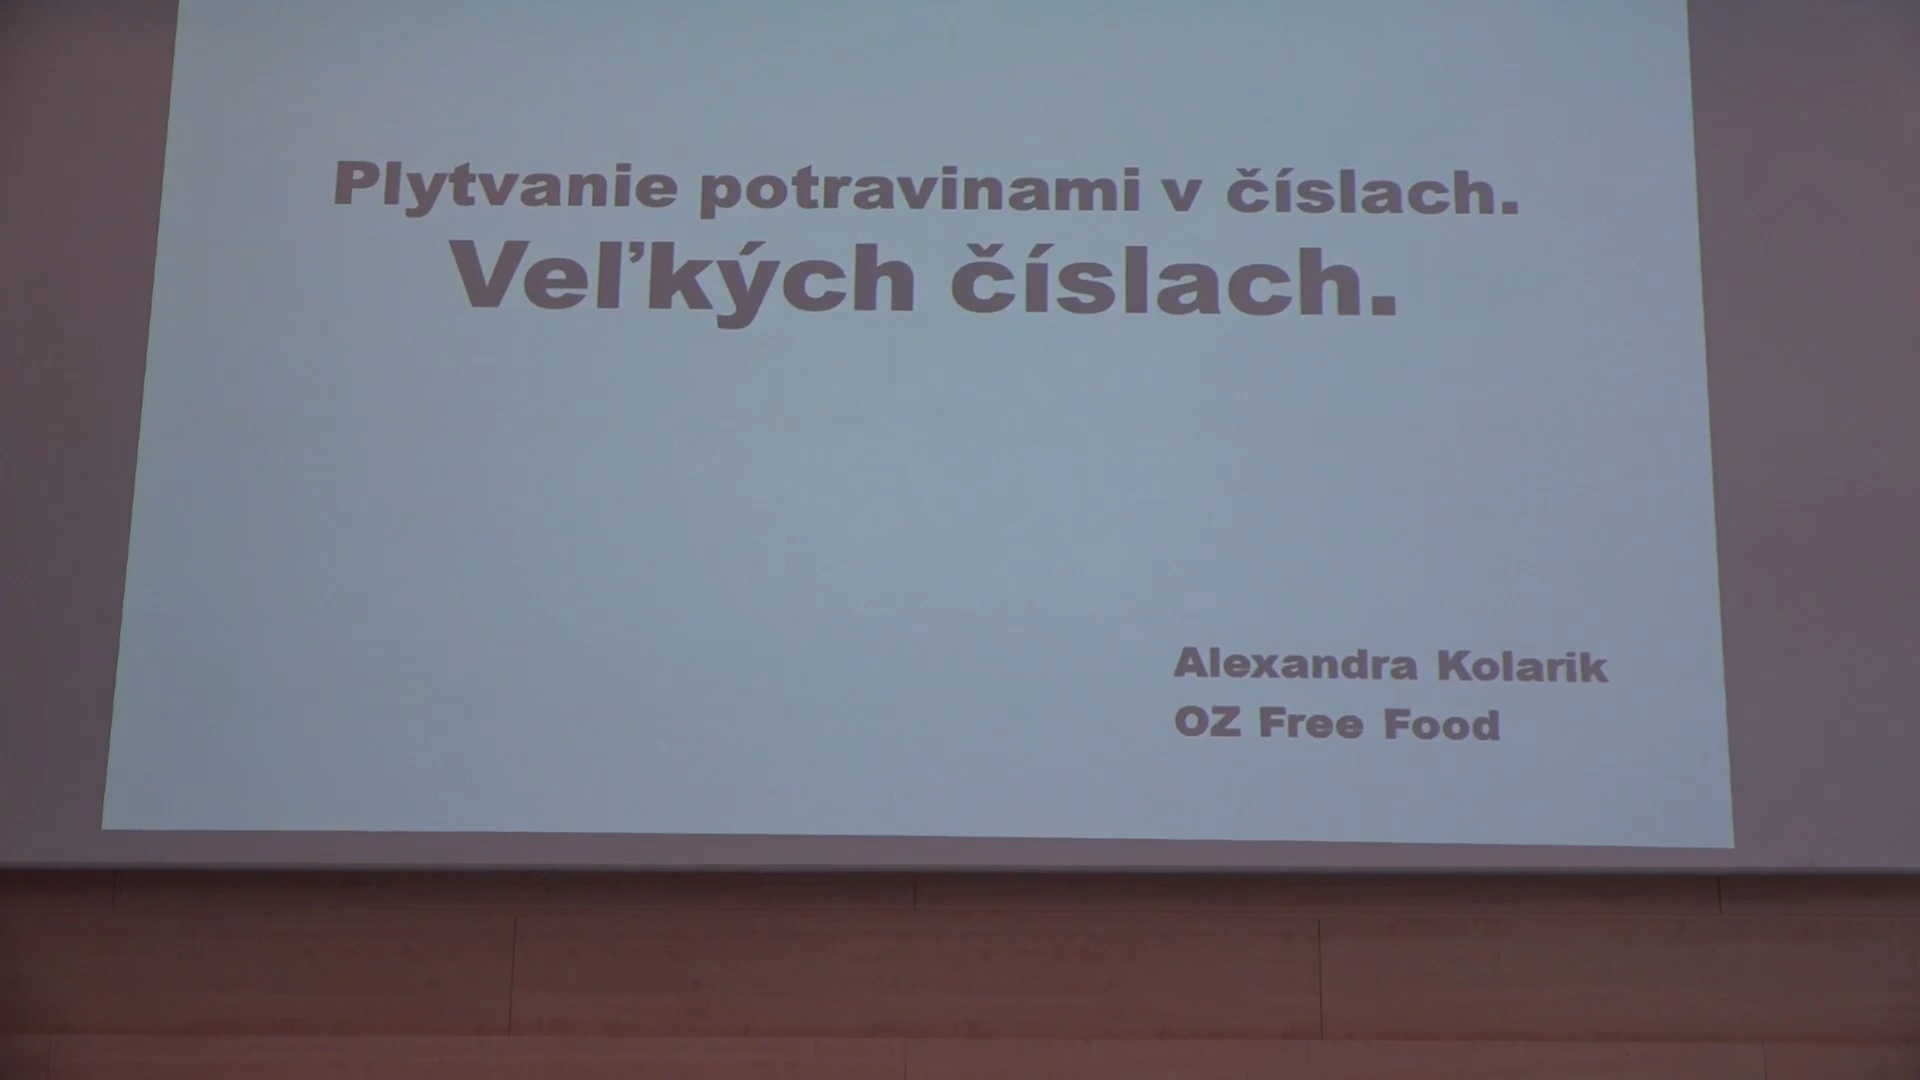 Plytvanie potravinami v číslach.
Veľkých číslach.
Alexandra Kolarik
OZ Free Food